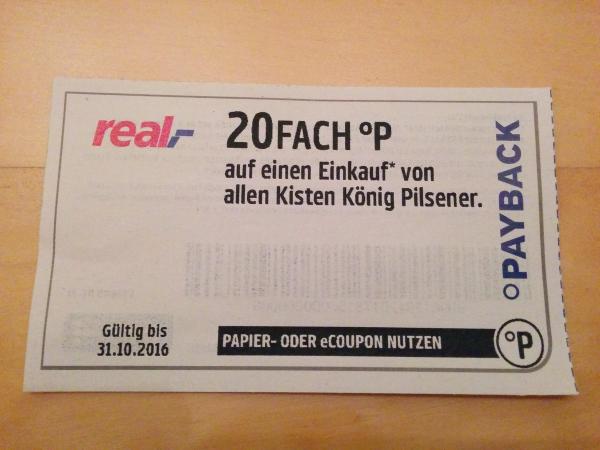 real,-
20FACH °P
auf einen Einkauf* von
allen Kisten König Pilsener.
°PAYBACK
Gültig bis
31.10.2016
PAPIER- ODER eCOUPON NUTZEN
°P